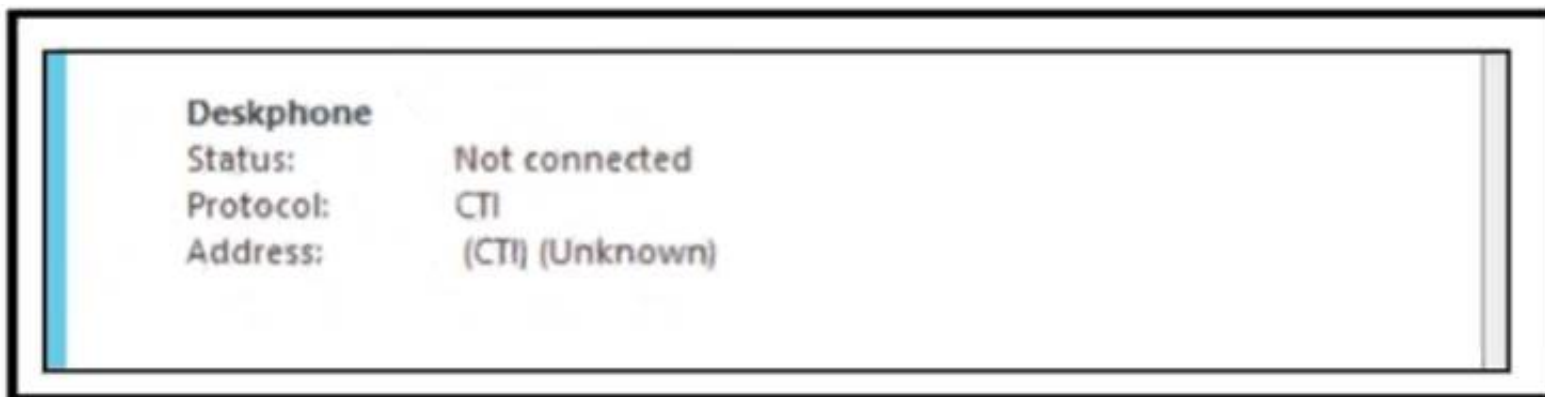 Deskphone
Status: Not connected
Protocol: CTI
Address: (CTI) (Unknown)